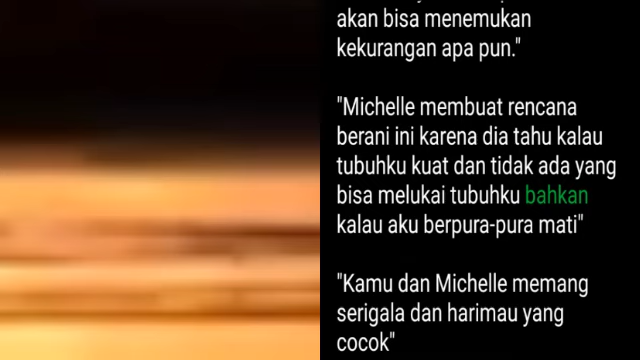 akan bisa menemukan
kekurangan apa pun."
"Michelle membuat rencana
berani ini karena dia tahu kalau
tubuhku kuat dan tidak ada yang
bisa melukai tubuhku bahkan
kalau aku berpura-pura mati"
"Kamu dan Michelle memang
serigala dan harimau yang
cocok"